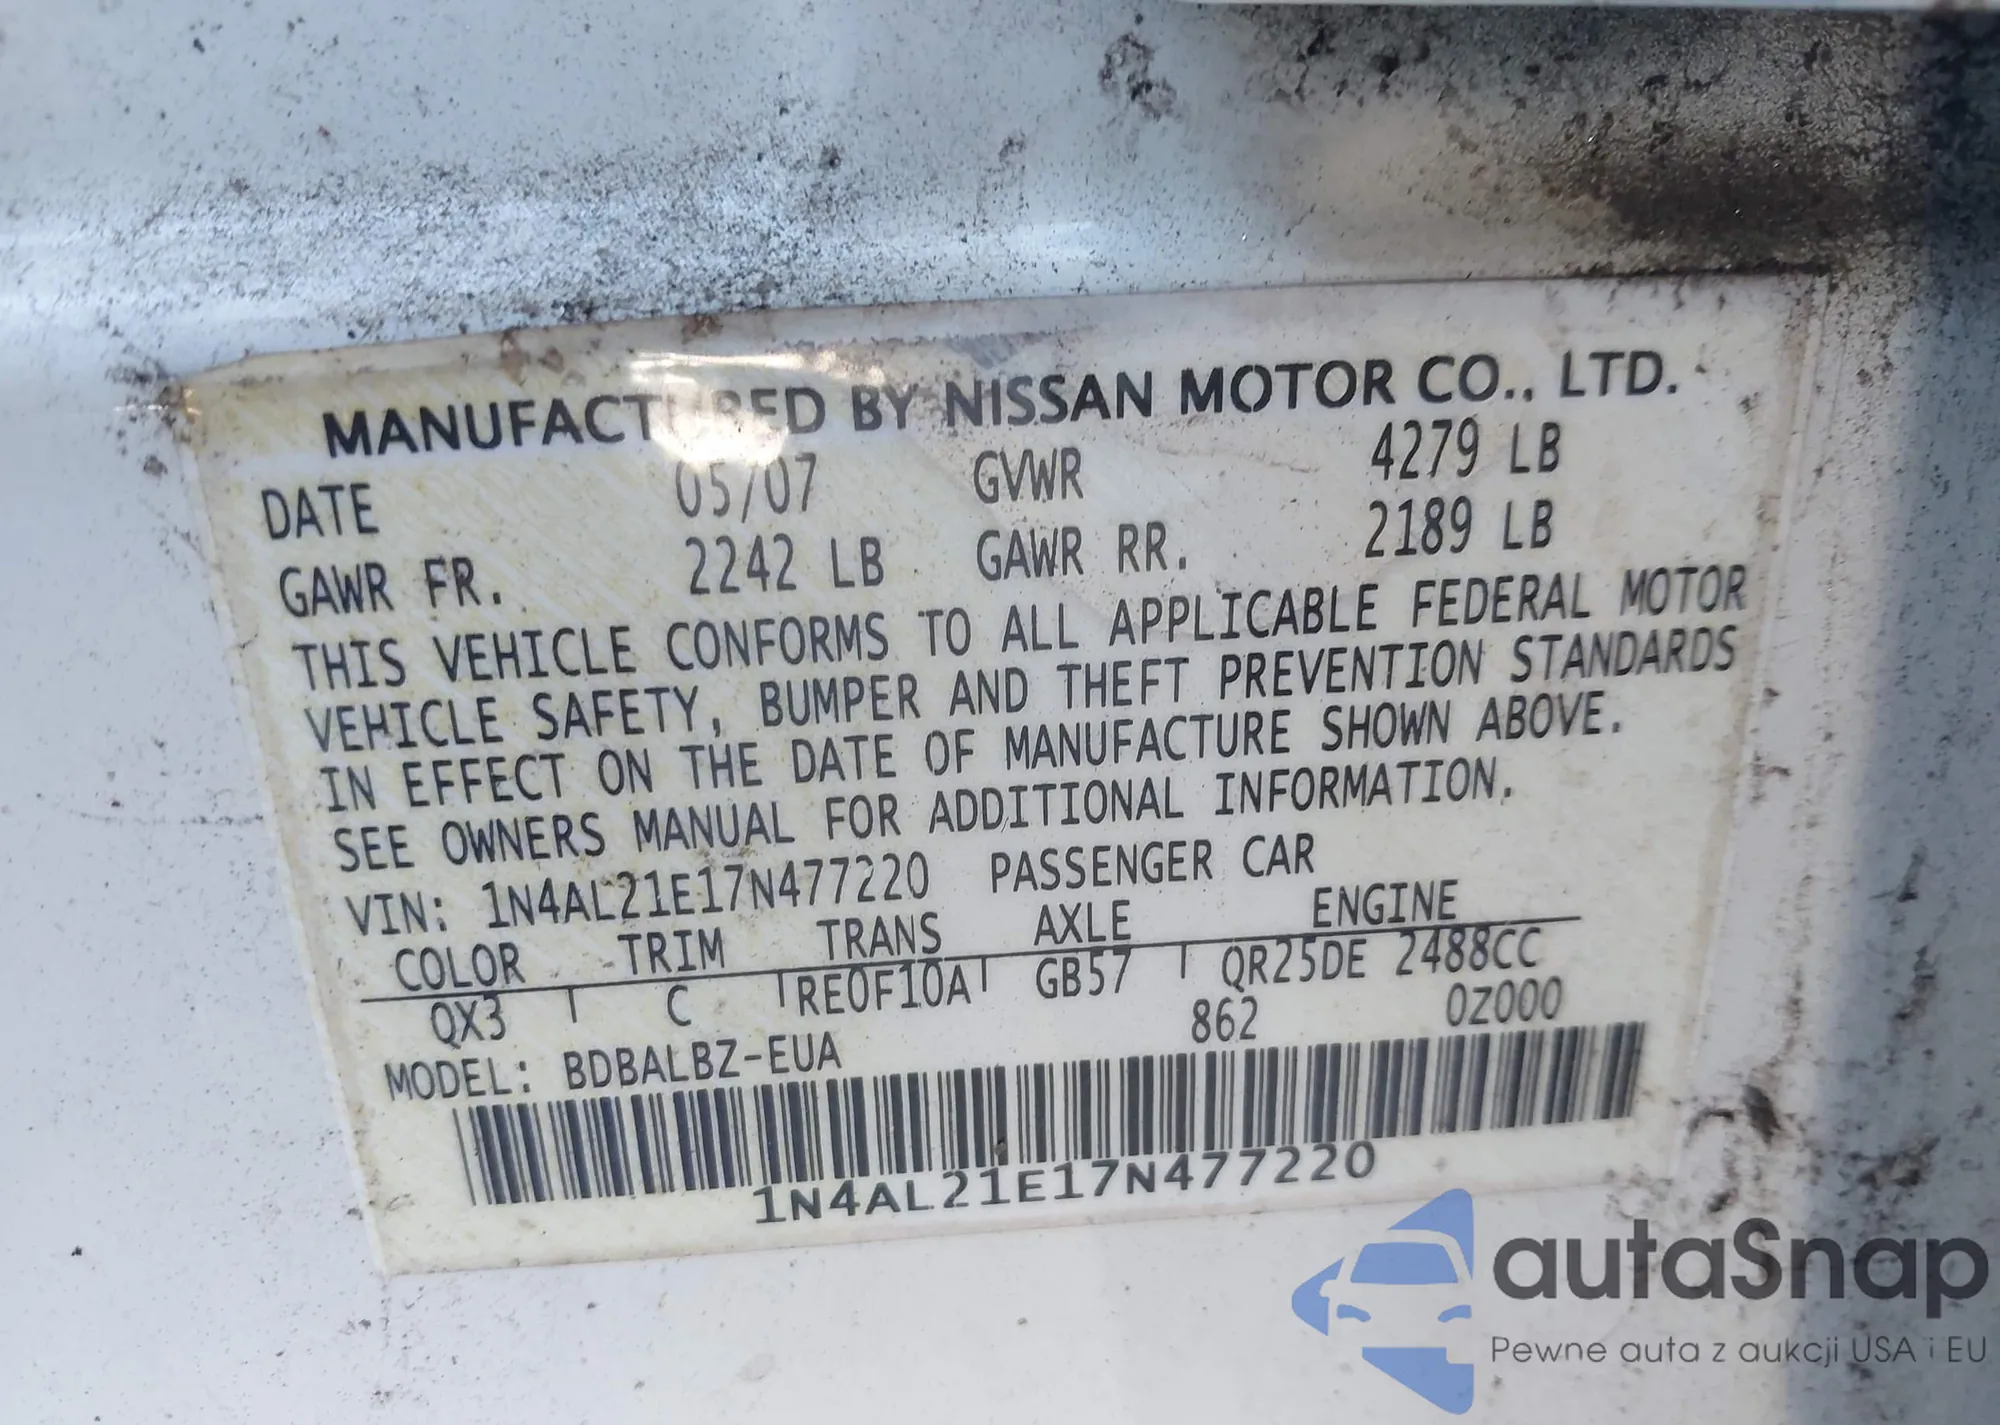 MANUFACTURED BY NISSAN MOTOR CO., LTD.
DATE 05/07 GVWR 4279 LB
GAWR FR. 2242 LB GAWR RR. 2189 LB
THIS VEHICLE CONFORMS TO ALL APPLICABLE FEDERAL MOTOR
VEHICLE SAFETY, BUMPER AND THEFT PREVENTION STANDARDS
IN EFFECT ON THE DATE OF MANUFACTURE SHOWN ABOVE.
SEE OWNERS MANUAL FOR ADDITIONAL INFORMATION.
VIN: 1N4AL21E17N477220 PASSENGER CAR
COLOR TRIM TRANS AXLE ENGINE
QX3 C RE0F10A GB57 QR25DE 2488CC
862 0Z000
MODEL: BDBALBZ-EUA
1N4AL21E17N477220
autaSnap
Pewne auta z aukcji USA i EU